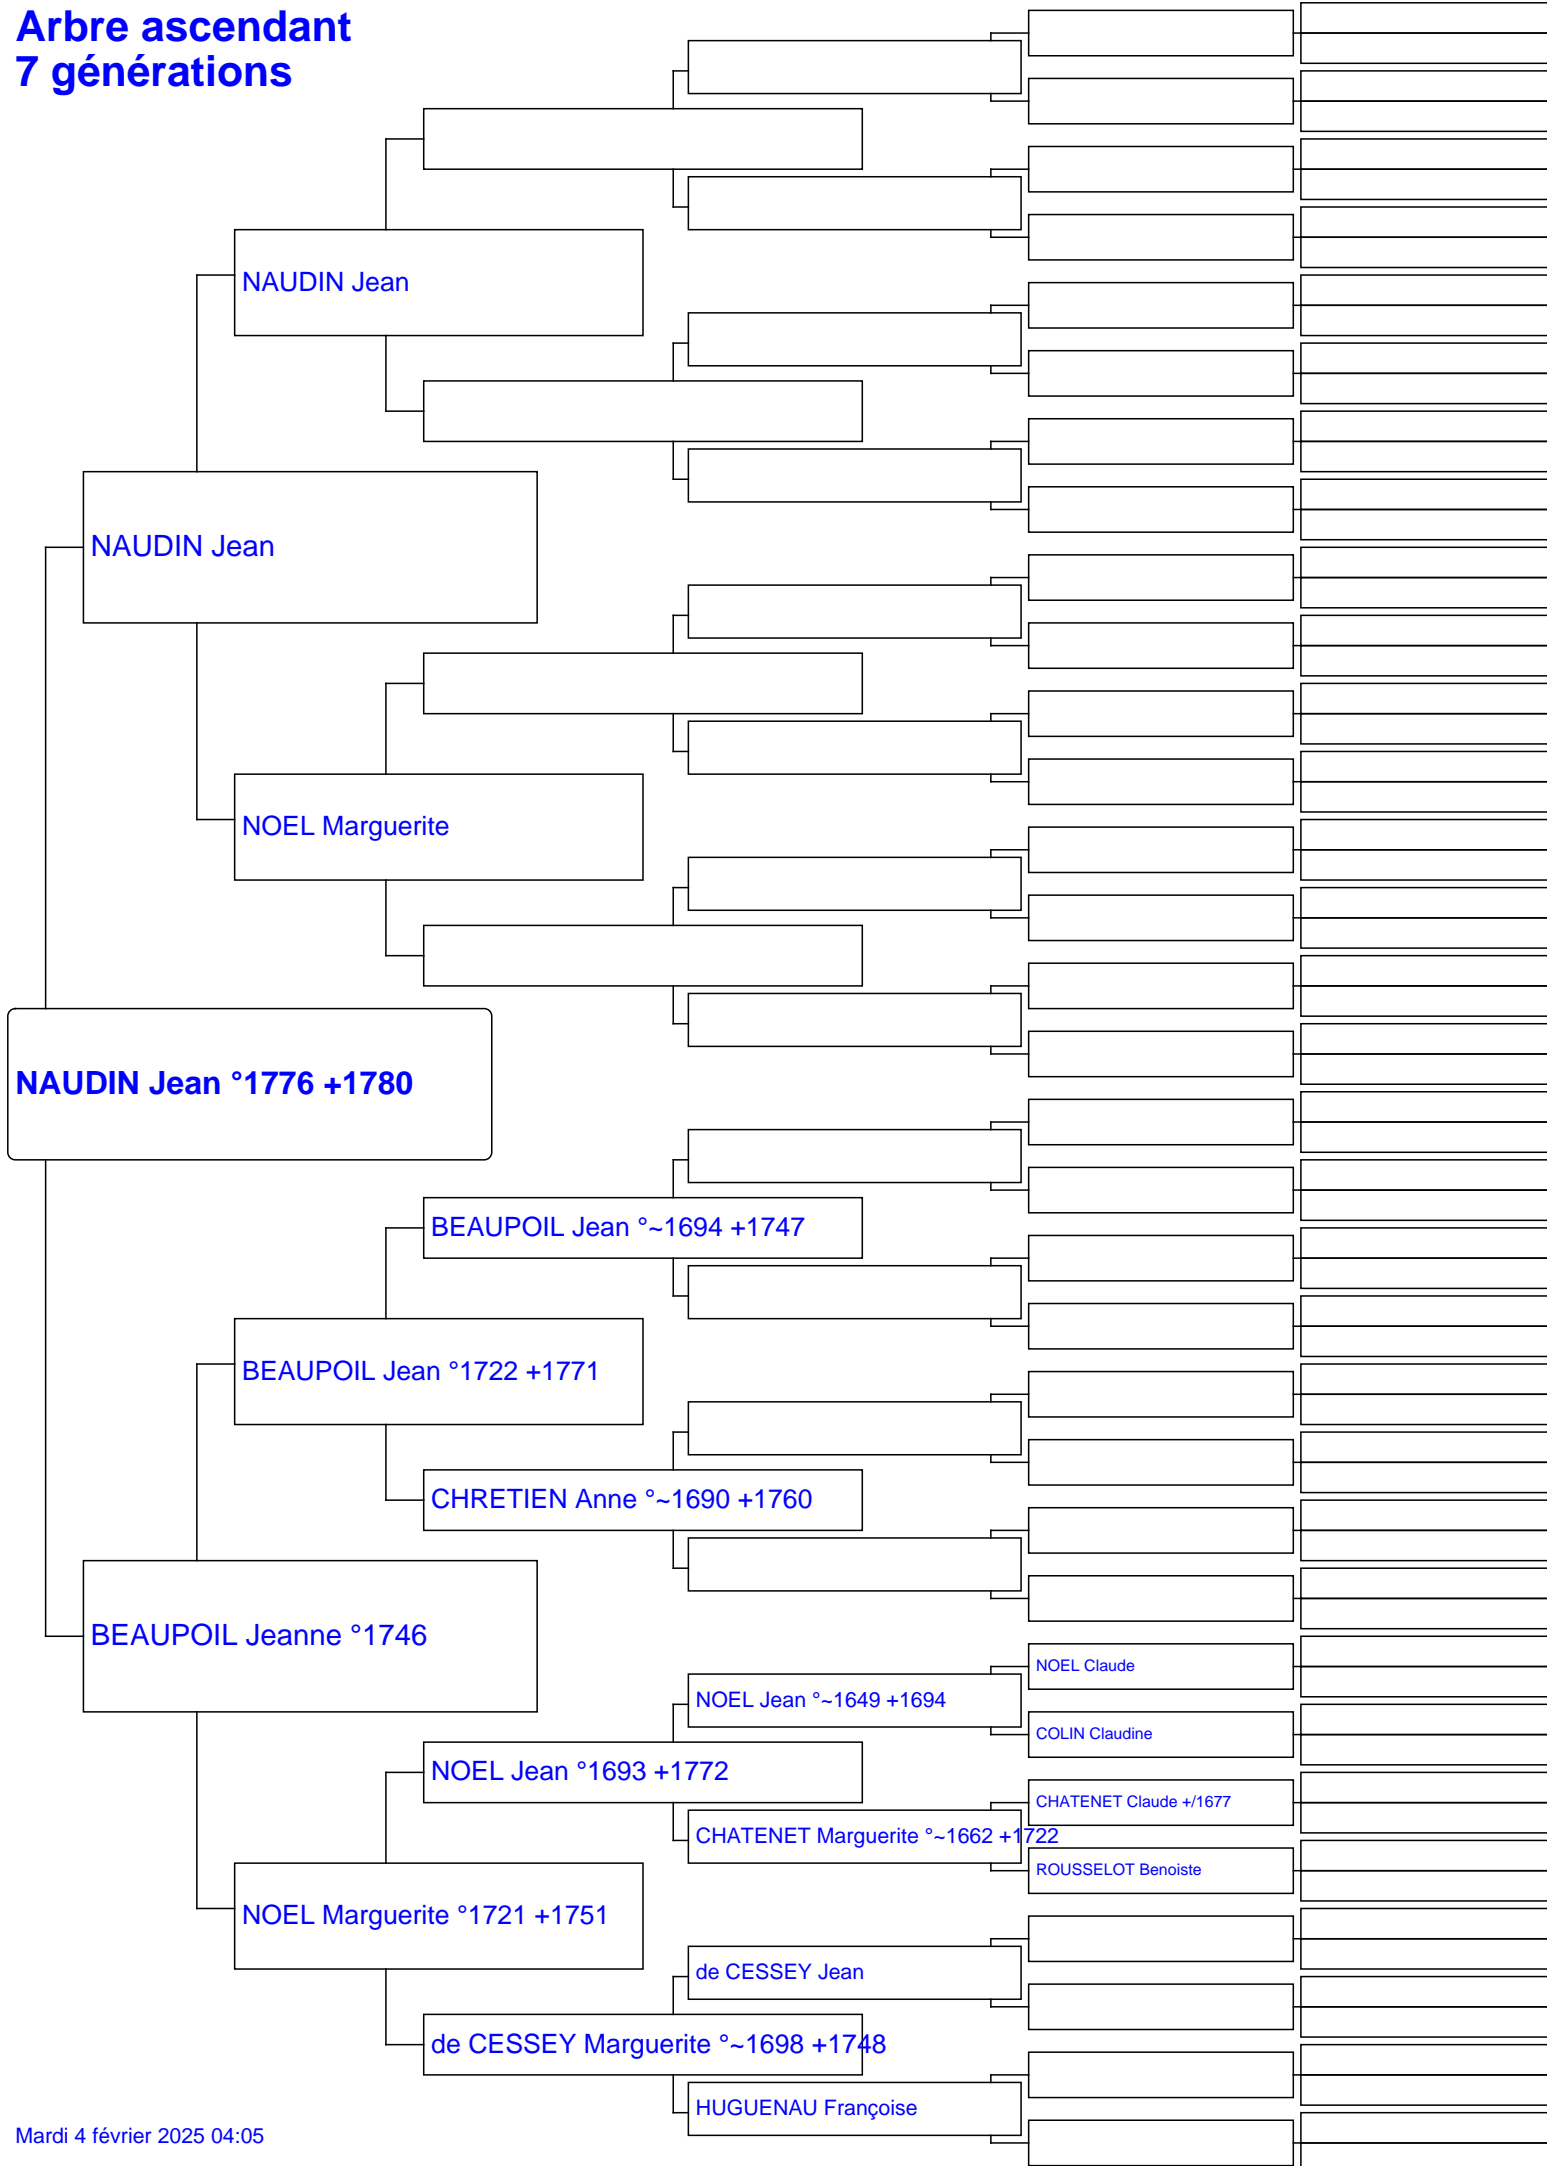 Arbre ascendant
7 générations
NAUDIN Jean
NAUDIN Jean
NOEL Marguerite
NAUDIN Jean °1776 +1780
BEAUPOIL Jean °~1694 +1747
BEAUPOIL Jean °1722 +1771
CHRETIEN Anne °~1690 +1760
BEAUPOIL Jeanne °1746
NOEL Claude
NOEL Jean °~1649 +1694
COLIN Claudine
NOEL Jean °1693 +1772
CHATENET Claude +/1677
CHATENET Marguerite °~1662 +1722
ROUSSELOT Benoiste
NOEL Marguerite °1721 +1751
de CESSEY Jean
de CESSEY Marguerite °~1698 +1748
HUGUENAU Françoise
Mardi 4 février 2025 04:05